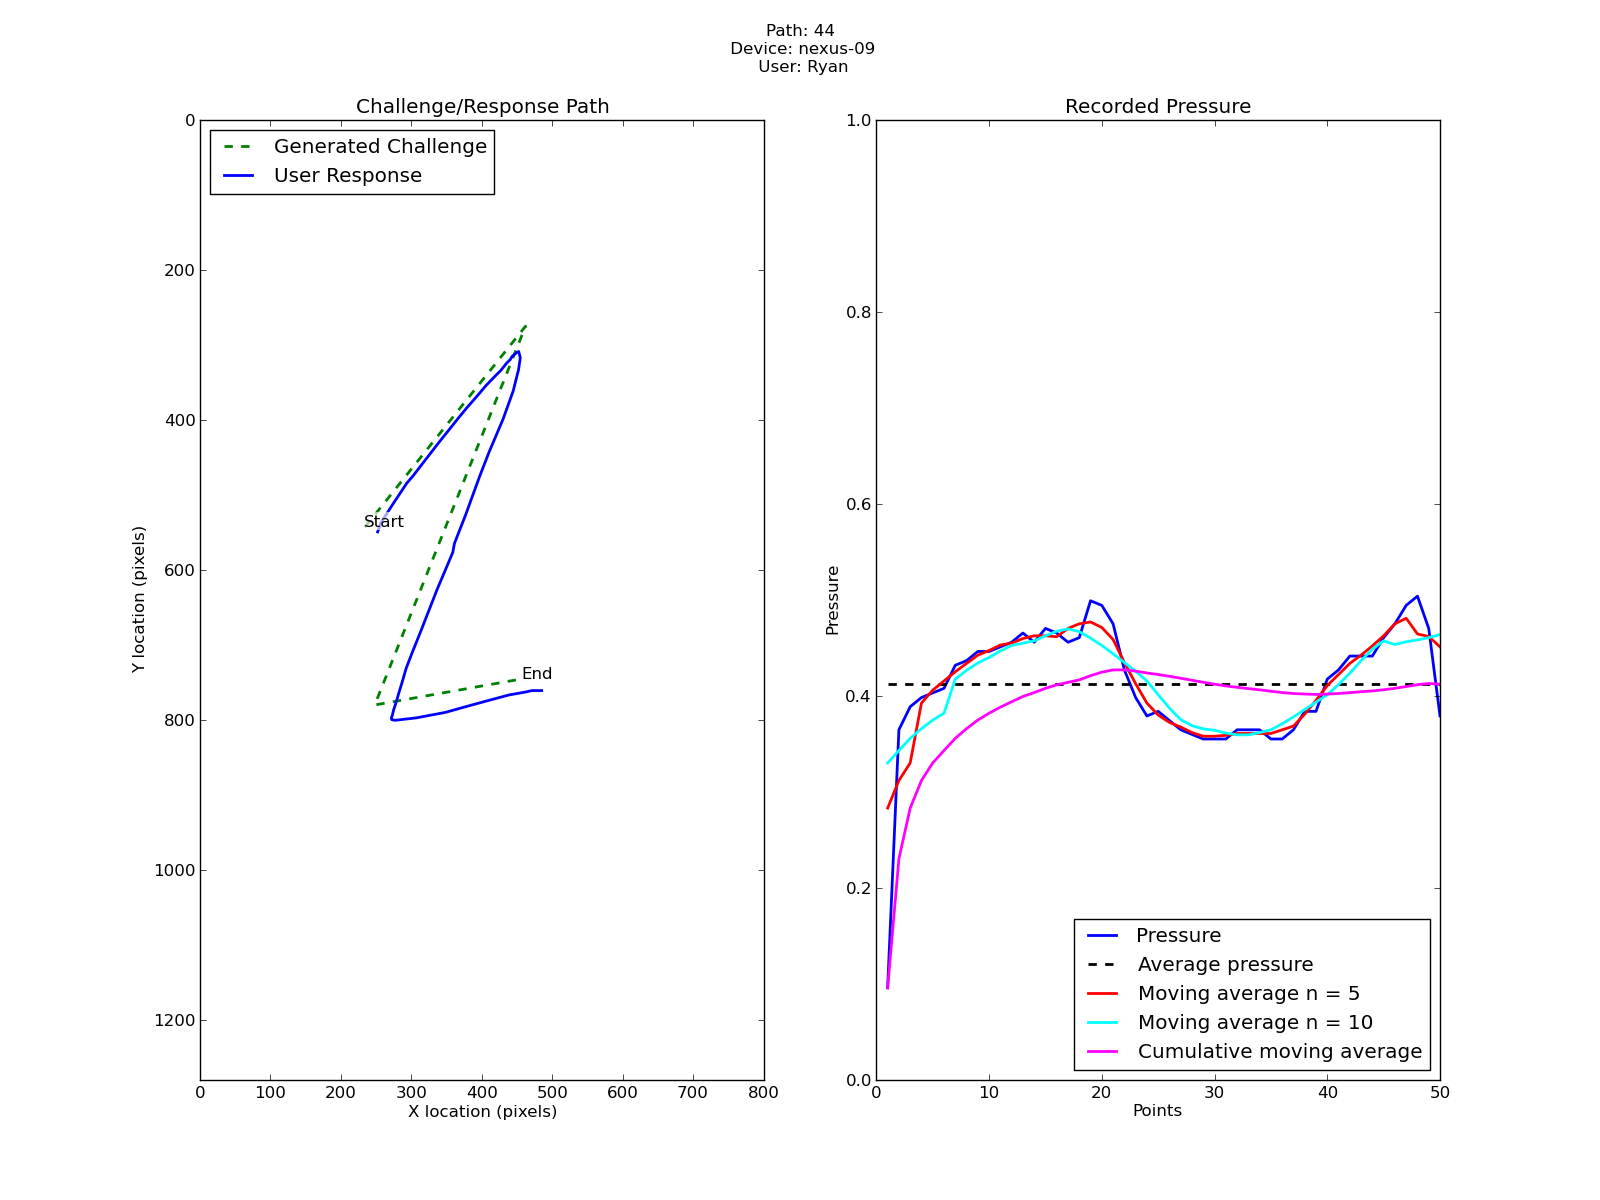 Path: 44
Device: nexus-09
User: Ryan
Challenge/Response Path
Generated Challenge
User Response
0
200
400
600
800
1000
1200
Y location (pixels)
Start
End
0 100 200 300 400 500 600 700 800
X location (pixels)
Recorded Pressure
1.0
0.8
0.6
0.4
0.2
0.0
Pressure
Pressure
Average pressure
Moving average n = 5
Moving average n = 10
Cumulative moving average
0 10 20 30 40 50
Points